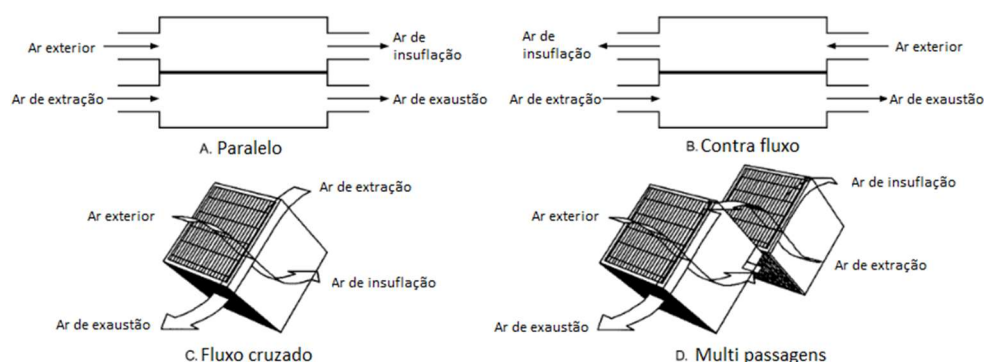 Ar exterior
Ar de
insuflação
Ar de extração
Ar de exaustão
A. Paralelo
Ar de
insuflação
Ar exterior
Ar de extração
Ar de exaustão
B. Contra fluxo
Ar de extração
Ar exterior
Ar de insuflação
Ar de exaustão
C. Fluxo cruzado
Ar de insuflação
Ar exterior
Ar de extração
Ar de exaustão
D. Multi passagens